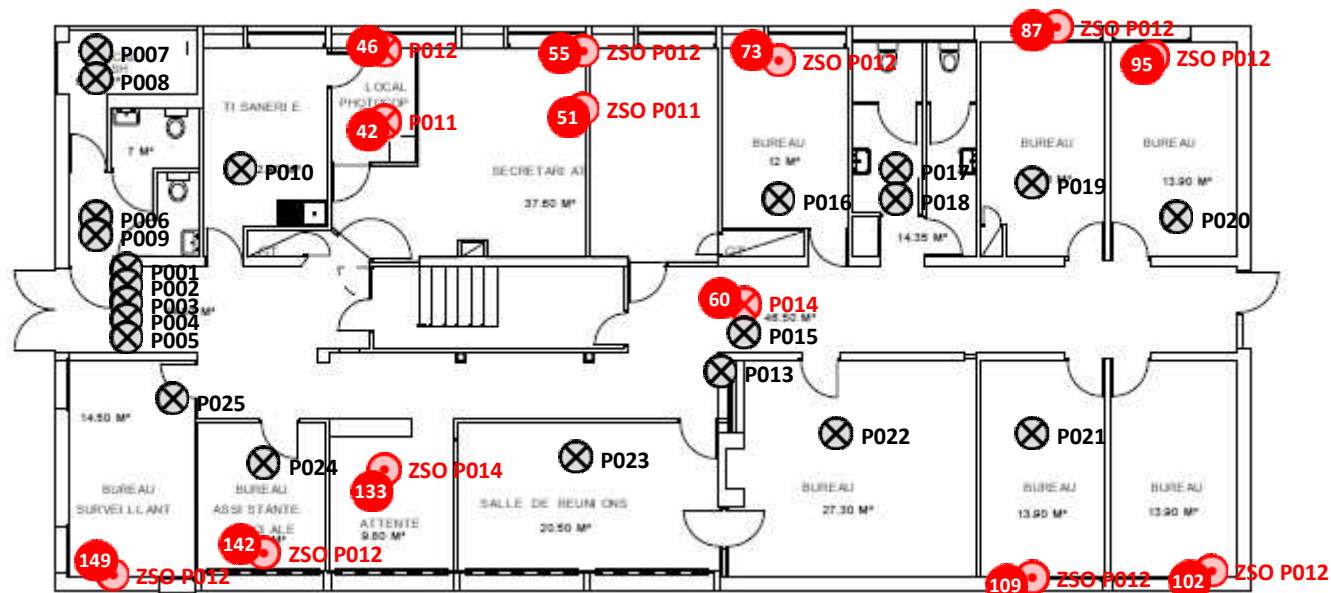 87
46
P012
55
ZSO P012
73
ZSO P012
ZSO P012
95
ZSO P012
P007
SH
P008
LOCAL
PHOTOCOP
TI SANERI E
42
P011
51
ZSO P011
7 M²
BUREAU
12 M²
BUREAU
BUREAU
P010
SECRETARI AT
37.60 M²
P016
P017
P018
P019
13.90 M²
P020
P006
P009
14.35 M²
P001
P002
P003
P004
P005
M²
60
P014
46.50 M²
P015
P013
P025
14.50 M²
P024
P023
P022
P021
ZSO P014
133
BUREAU
SURVEI LLANT
BUREAU
ASSI STANTE
ATTENTE
9.80 M²
SALLE DE REUNI ONS
20.50 M²
BUREAU
27.30 M²
BUREAU
13.90 M²
BUREAU
13.90 M²
149
ZSO P012
142
ZSO P012
109
ZSO P012
102
ZSO P012